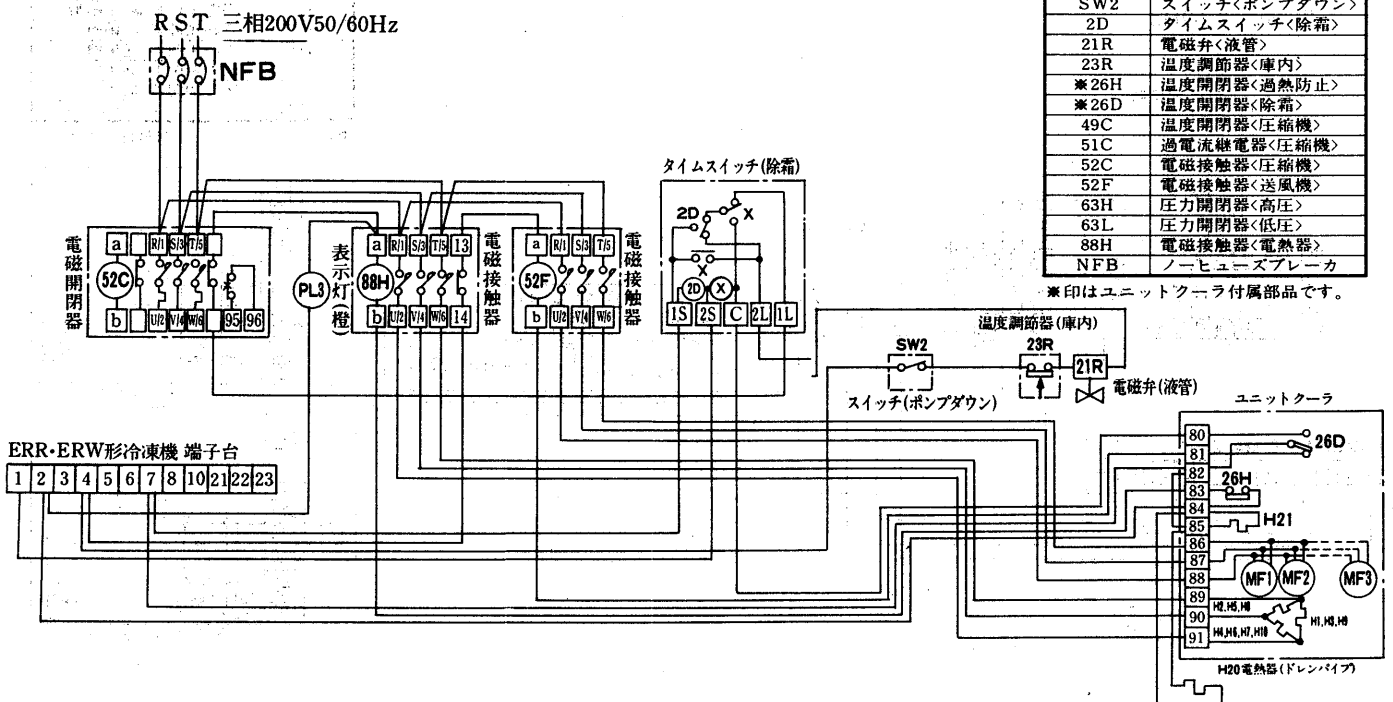 R S T 三相200V50/60Hz
NFB
SW2 スイッチ<ポンプダウン>
2D タイムスイッチ<除霜>
21R 電磁弁<液管>
23R 温度調節器<庫内>
※26H 温度開閉器<過熱防止>
※26D 温度開閉器<除霜>
49C 温度開閉器<圧縮機>
51C 過電流継電器<圧縮機>
52C 電磁接触器<圧縮機>
52F 電磁接触器<送風機>
63H 圧力開閉器<高圧>
63L 圧力開閉器<低圧>
88H 電磁接触器<電熱器>
NFB ノーヒューズブレーカ
※印はユニットクーラ付属部品です。
電磁開閉器
a R/1 S/3 T/5
52C
b U/2 V/4 W/6 95 96
表示灯(橙)
PL3
a R/1 S/3 T/5 13
88H
b U/2 V/4 W/6 14
電磁接触器
a R/1 S/3 T/5
52F
b U/2 V/4 W/6
電磁接触器
タイムスイッチ(除霜)
2D X
X
2D X
1S 2S C 2L 1L
SW2
スイッチ(ポンプダウン)
温度調節器(庫内)
23R
21R
電磁弁(液管)
ERR・ERW形冷凍機 端子台
1 2 3 4 5 6 7 8 10 21 22 23
ユニットクーラ
80
81
82
83
84
85
86
87
88
89
90
91
26D
26H
H21
MF1 MF2 MF3
H2,H5,H8
H1,H3,H9
H4,H6,H7,H10
H20電熱器(ドレンパイプ)